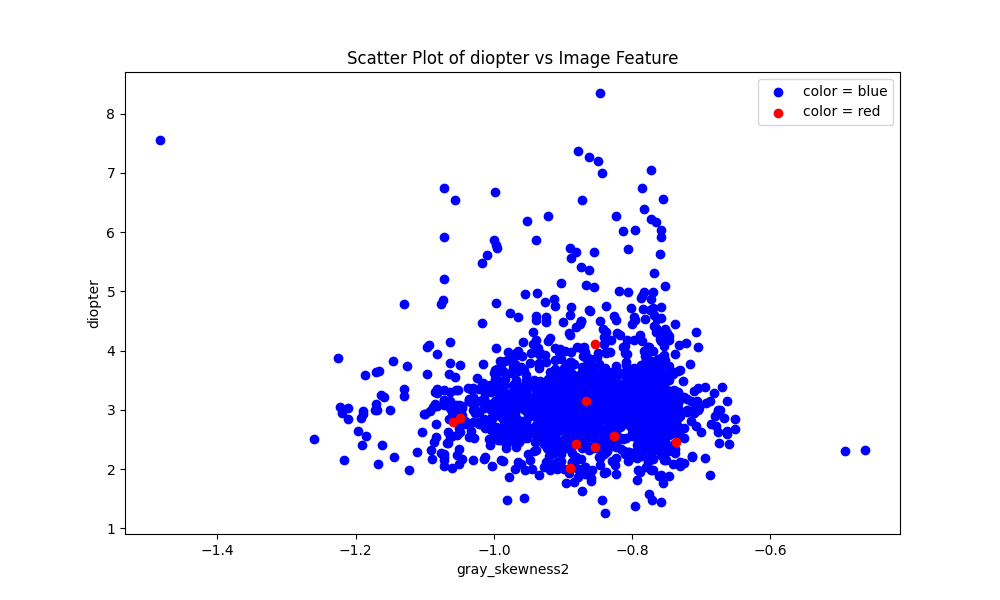 Scatter Plot of diopter vs Image Feature
color = blue
color = red
8
7
6
5
4
3
2
1
diopter
−1.4
−1.2
−1.0
−0.8
−0.6
gray_skewness2